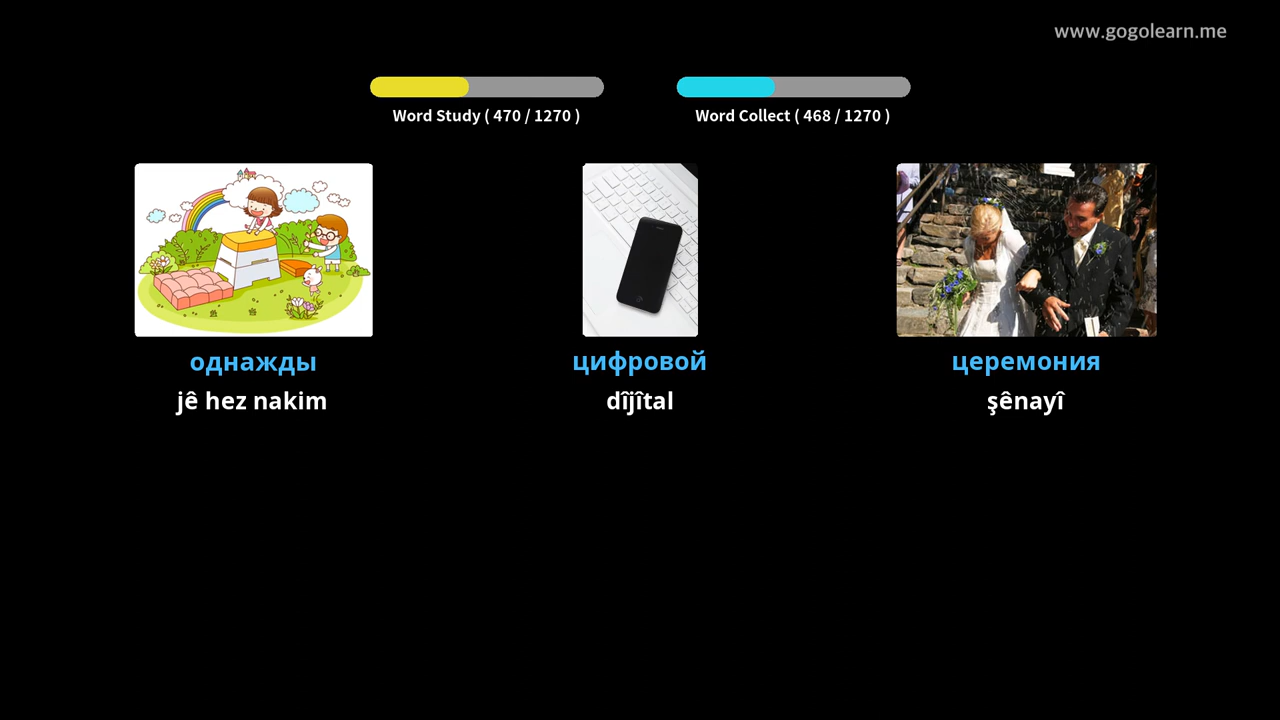 www.gogolearn.me
Word Study ( 470 / 1270 )
Word Collect ( 468 / 1270 )
однажды
цифровой
церемония
jê hez nakim
dîjîtal
şênayî